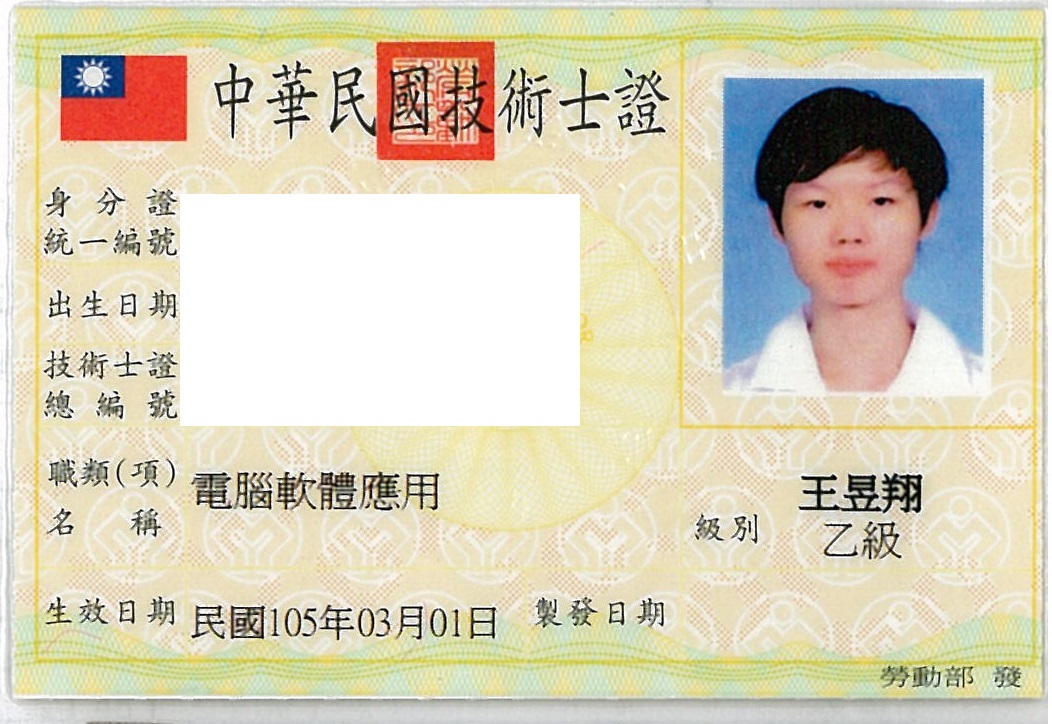 中華民國技術士證
身分證
統一編號
出生日期
技術士證
總編號
職類(項)
名稱
電腦軟體應用
王昱翔
級別
乙級
生效日期 民國105年03月01日 製發日期
勞動部 發